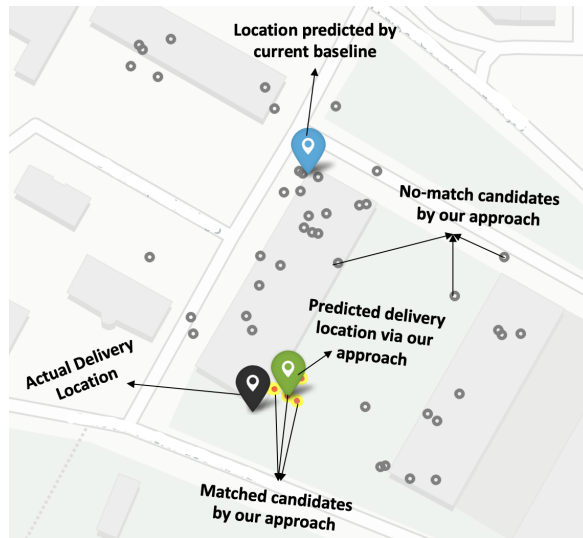 Location predicted by
current baseline
No-match candidates
by our approach
Predicted delivery
location via our
approach
Actual Delivery
Location
Matched candidates
by our approach